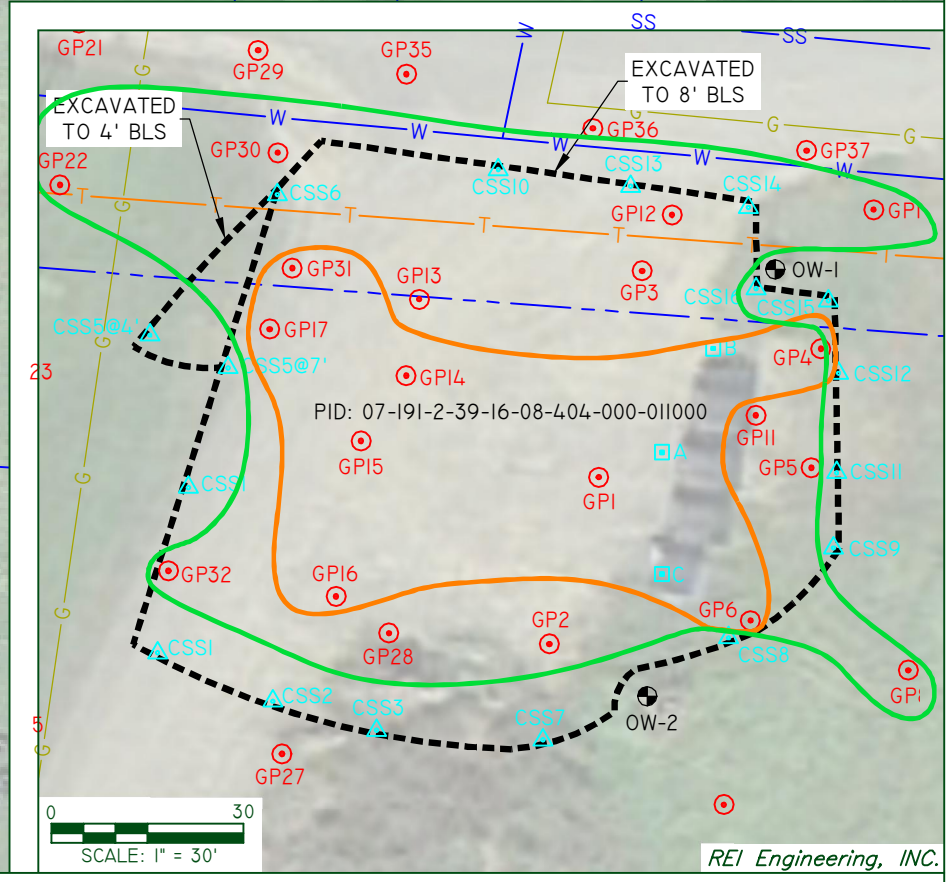 SS
SS
W
GP21
GP29
GP35
G
EXCAVATED
TO 8' BLS
EXCAVATED
TO 4' BLS
W
W
W
W
W
G
G
GP36
GP37
GP30
GP22
CSS6
CSS10
CSS13
CSS14
T
T
T
T
T
T
T
GP12
GP1
G
GP31
GP13
GP3
OW-1
CSS16
CSS15
CSS5@4'
GP17
B
GP4
G
23
CSS5@7'
GP14
CSS12
PID: 07-191-2-39-16-08-404-000-011000
GP11
GP15
A
GP5
CSS11
G
CSS1
GP1
CSS9
GP32
C
GP16
GP6
G
GP28
GP2
CSS8
CSS1
GP8
CSS2
OW-2
5
CSS3
CSS7
G
GP27
0 30
SCALE: 1" = 30'
REI Engineering, INC.